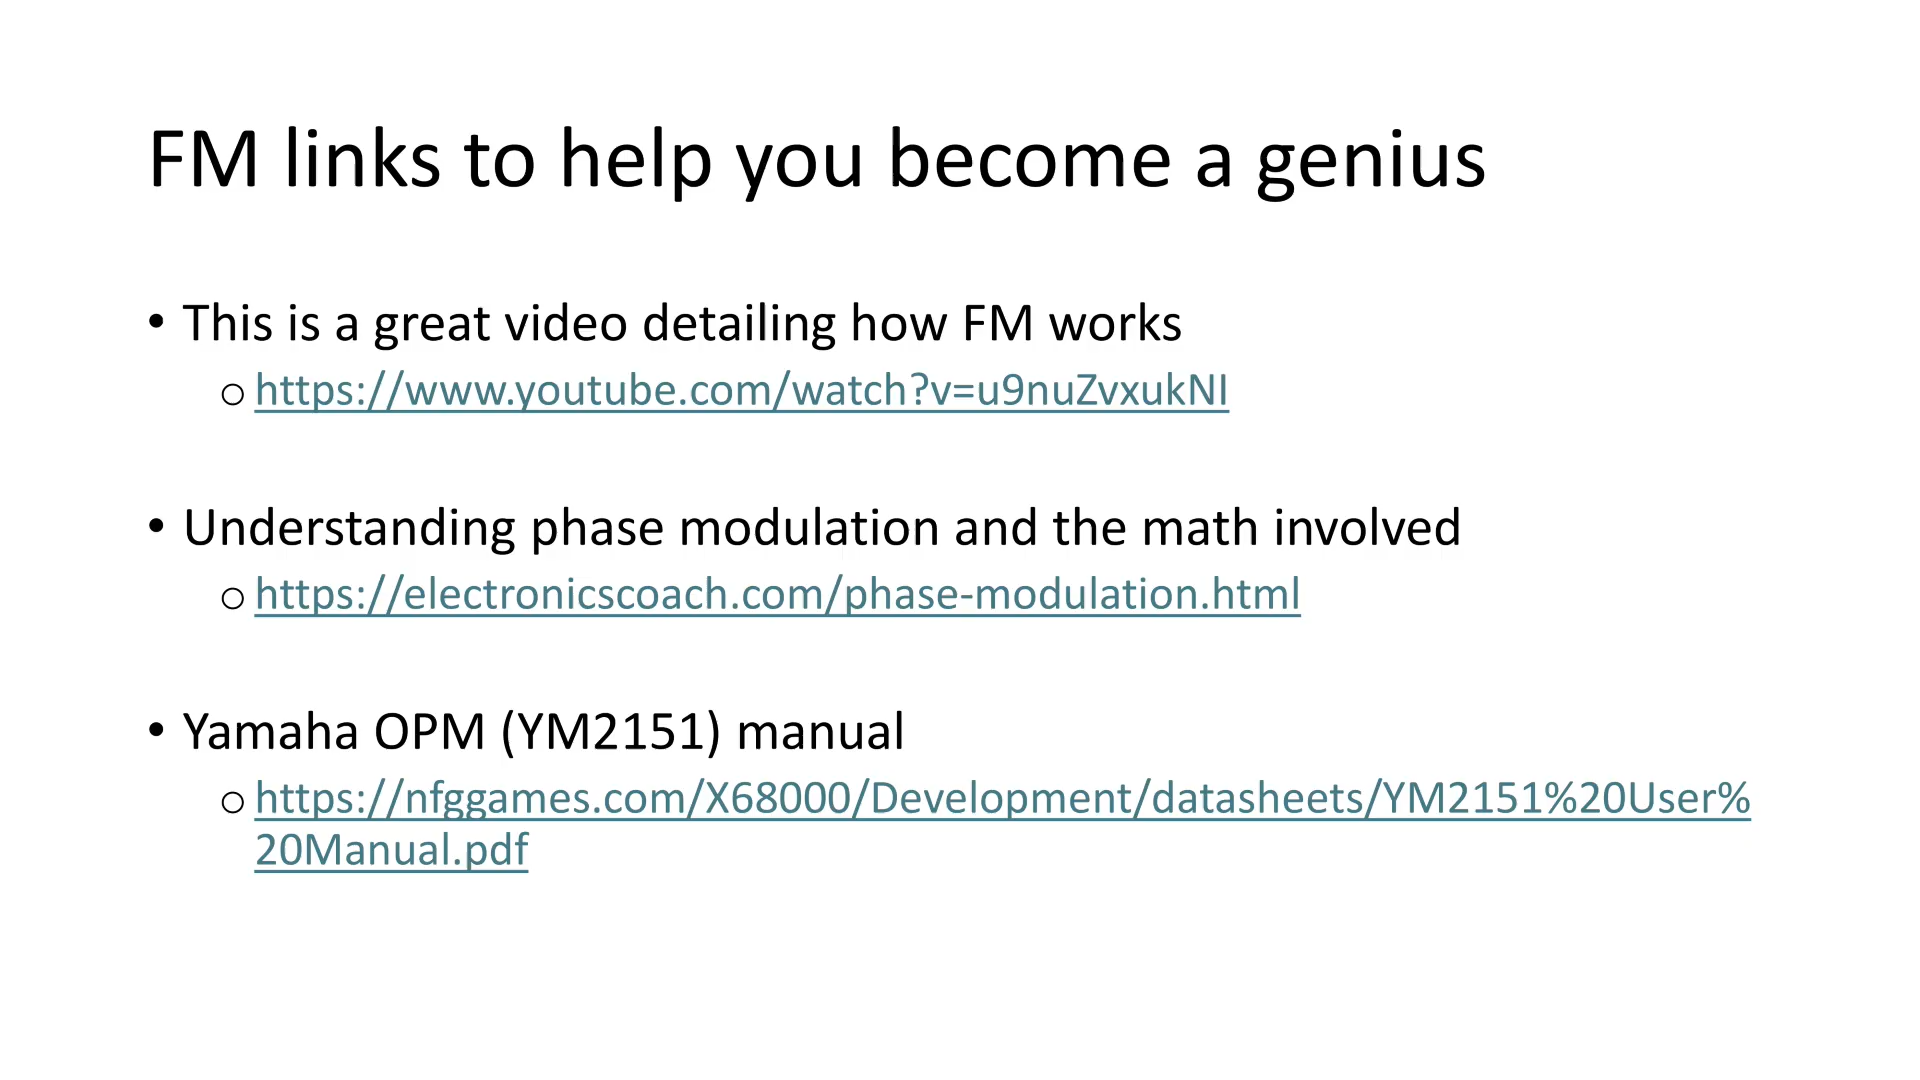 FM links to help you become a genius
• This is a great video detailing how FM works
o https://www.youtube.com/watch?v=u9nuZvxukNI
• Understanding phase modulation and the math involved
o https://electronicscoach.com/phase-modulation.html
• Yamaha OPM (YM2151) manual
o https://nfggames.com/X68000/Development/datasheets/YM2151%20User%
20Manual.pdf